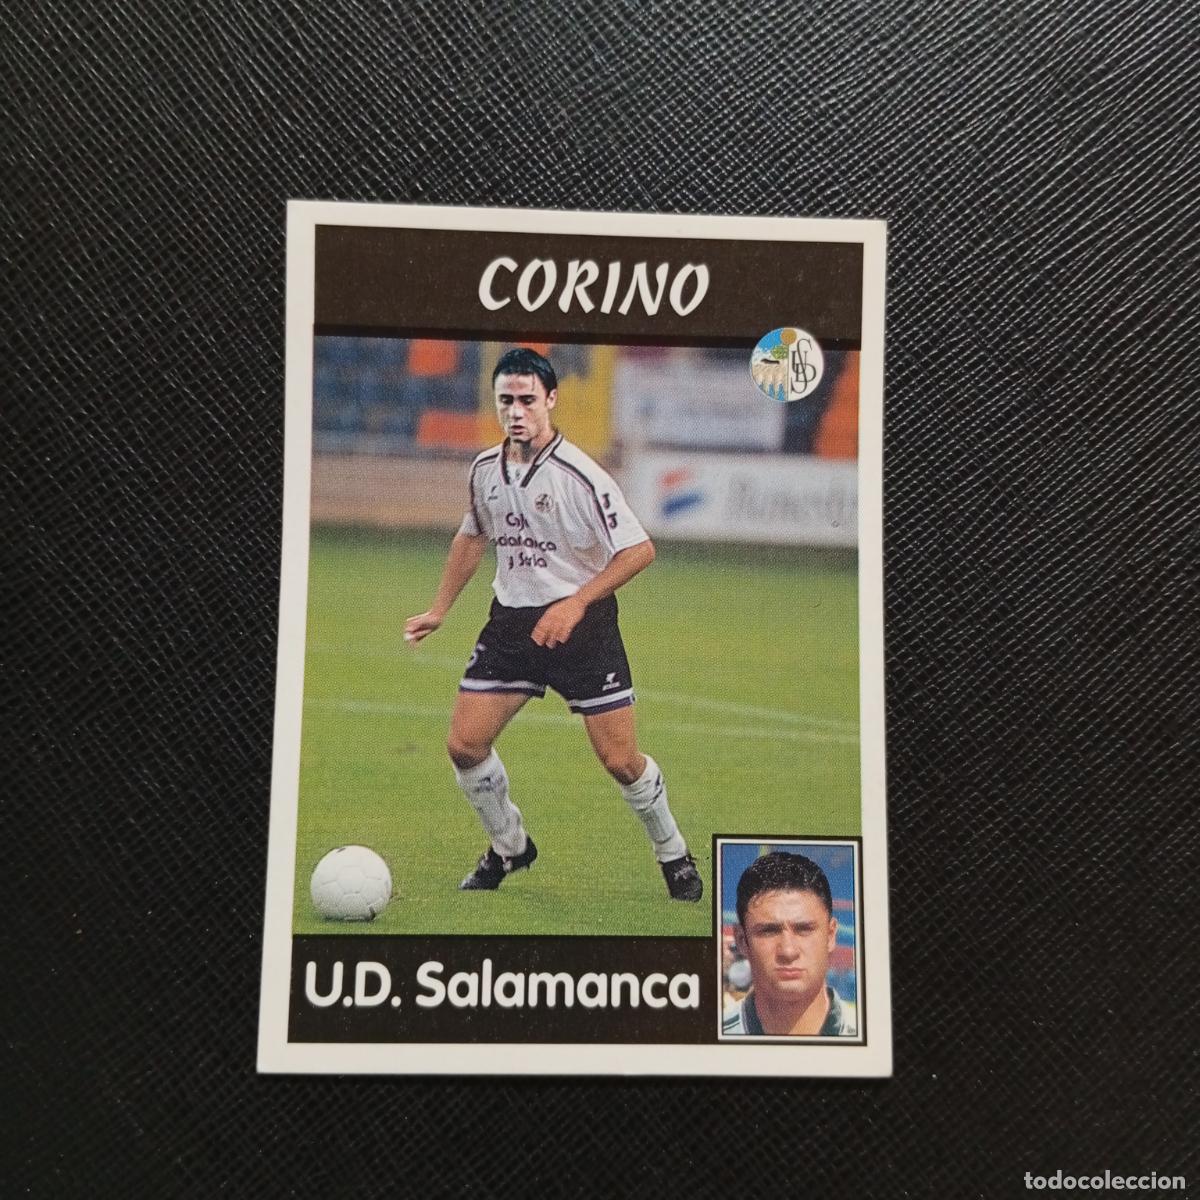 CORINO
Caja
Salamanca
y Soria
U.D. Salamanca
todocoleccion